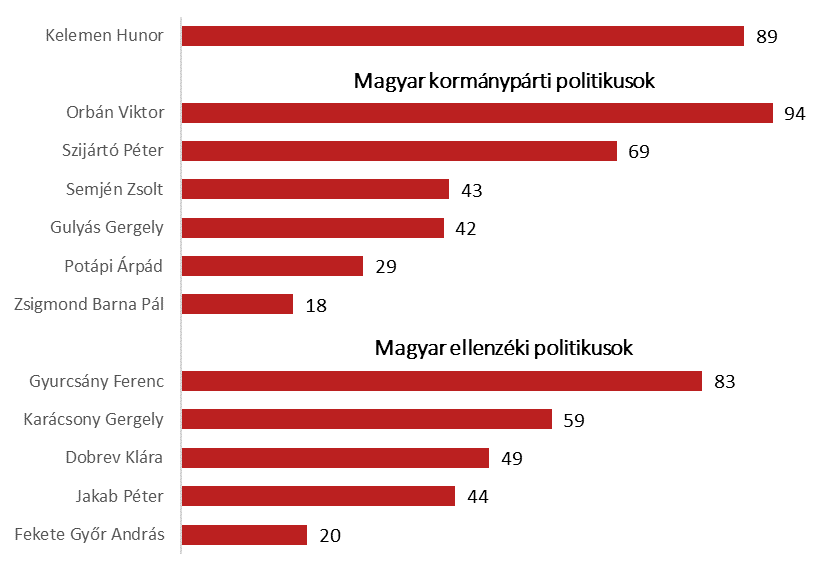 Kelemen Hunor 89
Magyar kormánypárti politikusok
Orbán Viktor 94
Szijártó Péter 69
Semjén Zsolt 43
Gulyás Gergely 42
Potápi Árpád 29
Zsigmond Barna Pál 18
Magyar ellenzéki politikusok
Gyurcsány Ferenc 83
Karácsony Gergely 59
Dobrev Klára 49
Jakab Péter 44
Fekete Győr András 20